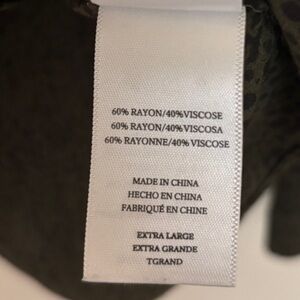 60% RAYON/40%VISCOSE
60% RAYON/40%VISCOSA
60% RAYONNE/40% VISCOSE
MADE IN CHINA
HECHO EN CHINA
FABRIQUÉ EN CHINE
EXTRA LARGE
EXTRA GRANDE
TGRAND